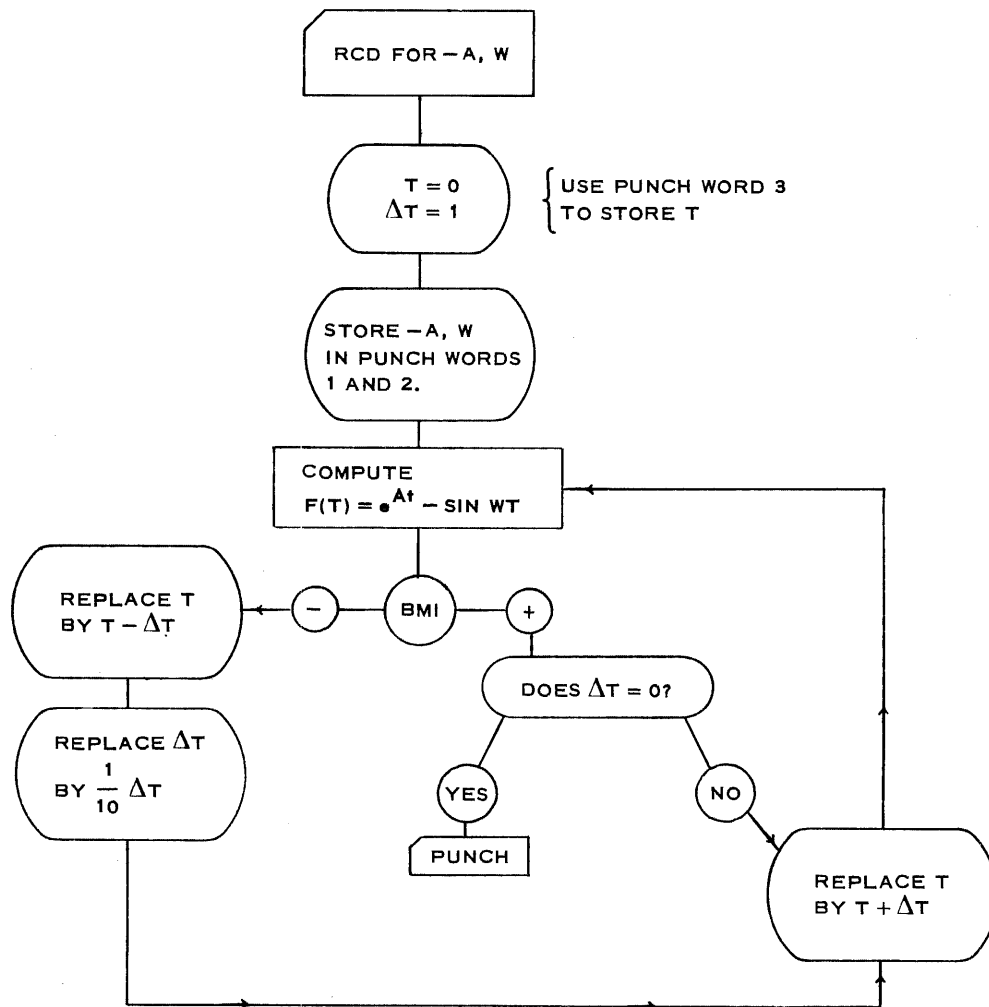 RCD FOR – A, W
T = 0
ΔT = 1
USE PUNCH WORD 3
TO STORE T
STORE – A, W
IN PUNCH WORDS
1 AND 2.
COMPUTE
F(T) = e^At – SIN WT
BMI
–
+
REPLACE T
BY T – ΔT
REPLACE ΔT
BY 1/10 ΔT
DOES ΔT = 0?
YES
NO
PUNCH
REPLACE T
BY T + ΔT